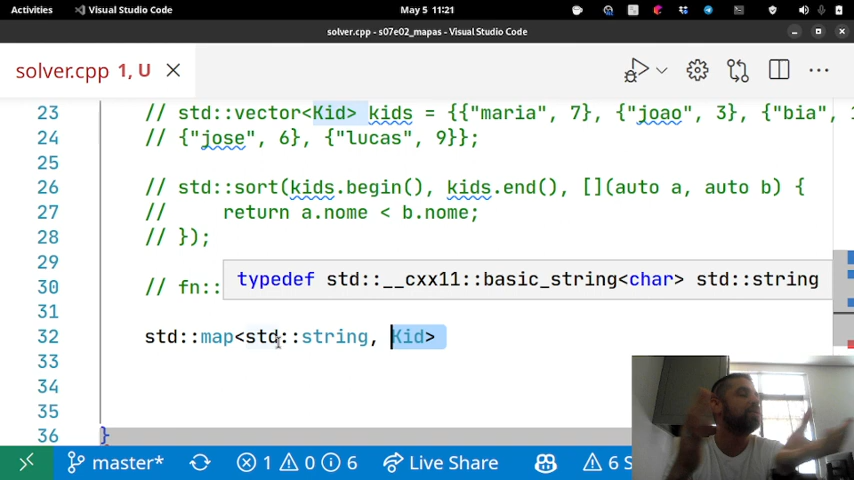 Activities
Visual Studio Code
May 5 11:21
solver.cpp - s07e02_mapas - Visual Studio Code
solver.cpp 1, U
23 // std::vector<Kid> kids = {{"maria", 7}, {"joao", 3}, {"bia", 1
24 // {"jose", 6}, {"lucas", 9}};
25
26 // std::sort(kids.begin(), kids.end(), [](auto a, auto b) {
27 //     return a.nome < b.nome;
28 // });
29
typedef std::__cxx11::basic_string<char> std::string
30 // fn::
31
32 std::map<std::string, Kid>
33
34
35
36 }
master* 1 0 6 Live Share 6 S